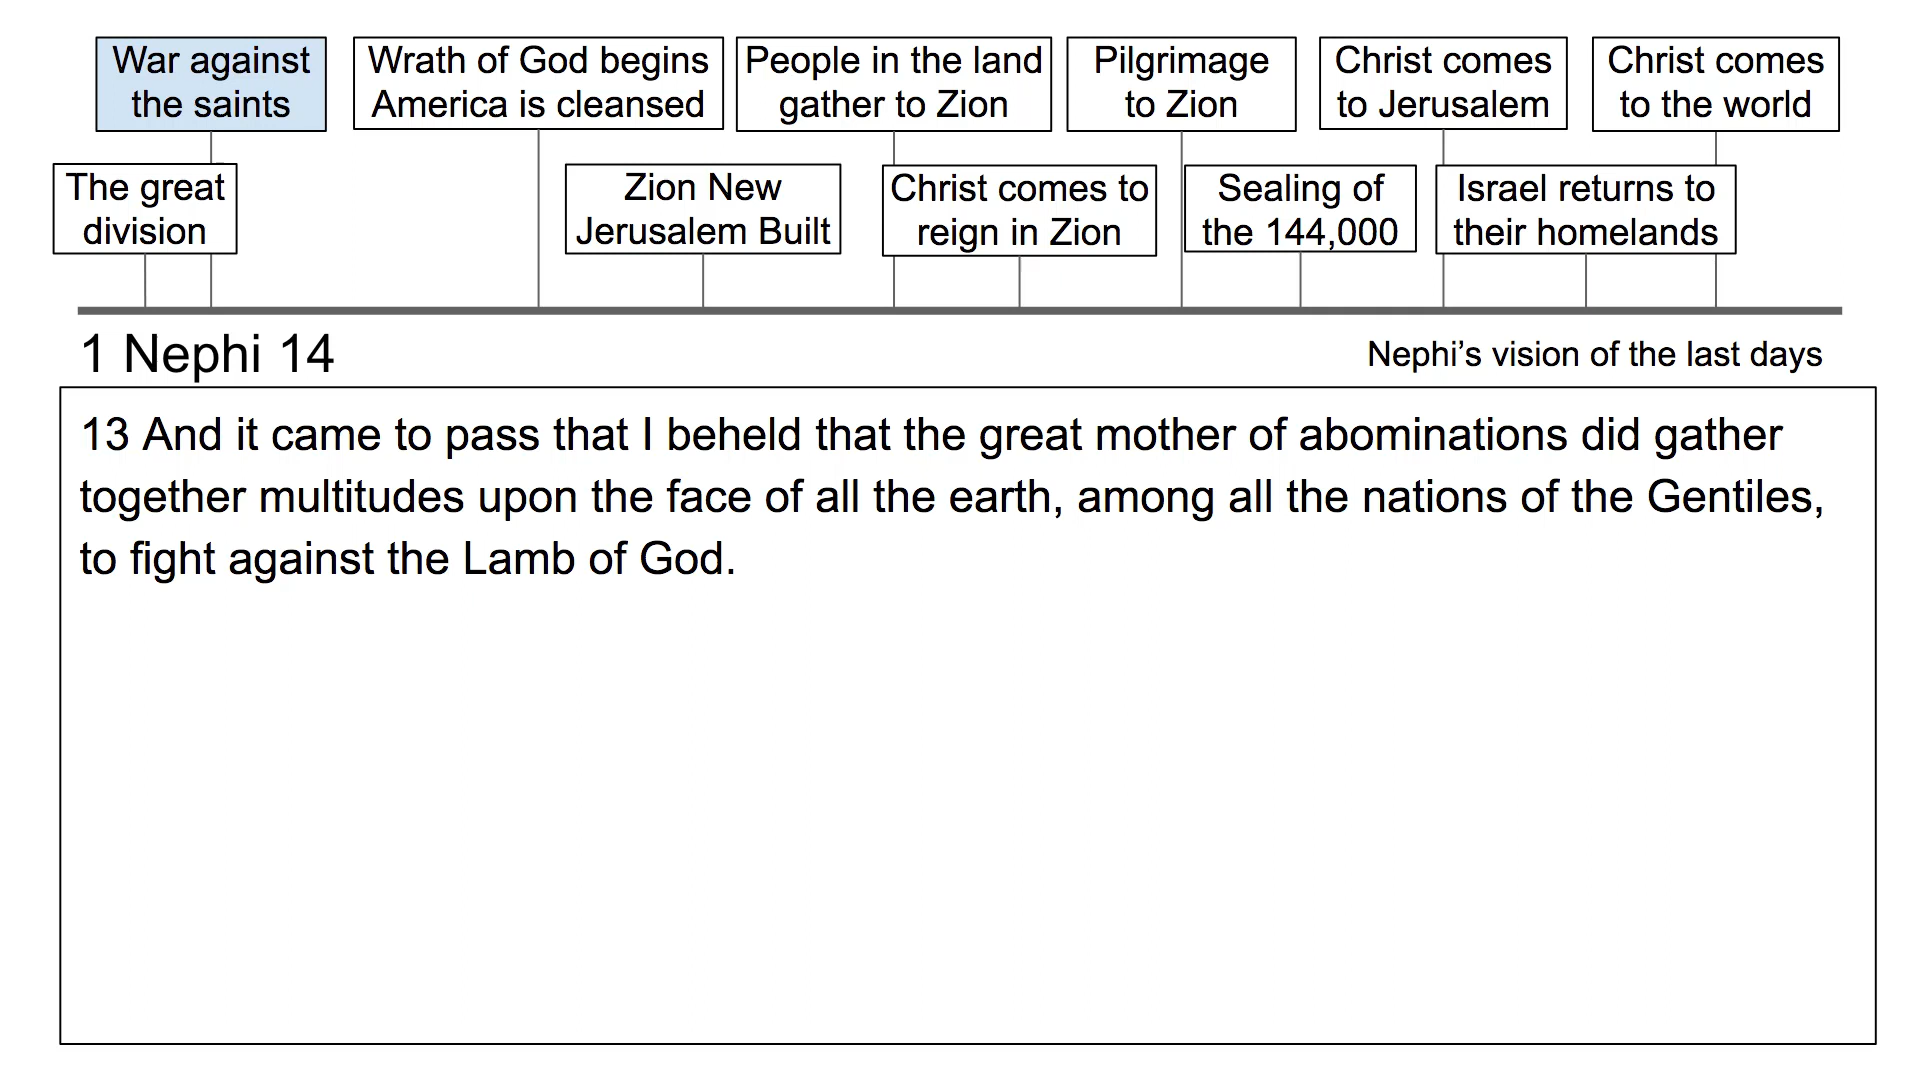 War against
the saints
Wrath of God begins
America is cleansed
People in the land
gather to Zion
Pilgrimage
to Zion
Christ comes
to Jerusalem
Christ comes
to the world
The great
division
Zion New
Jerusalem Built
Christ comes to
reign in Zion
Sealing of
the 144,000
Israel returns to
their homelands
1 Nephi 14
Nephi’s vision of the last days
13 And it came to pass that I beheld that the great mother of abominations did gather
together multitudes upon the face of all the earth, among all the nations of the Gentiles,
to fight against the Lamb of God.